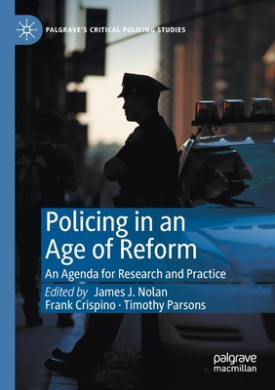 PALGRAVE'S CRITICAL POLICING STUDIES
Policing in an
Age of Reform
An Agenda for Research and Practice
Edited by James J. Nolan
Frank Crispino · Timothy Parsons
palgrave
macmillan